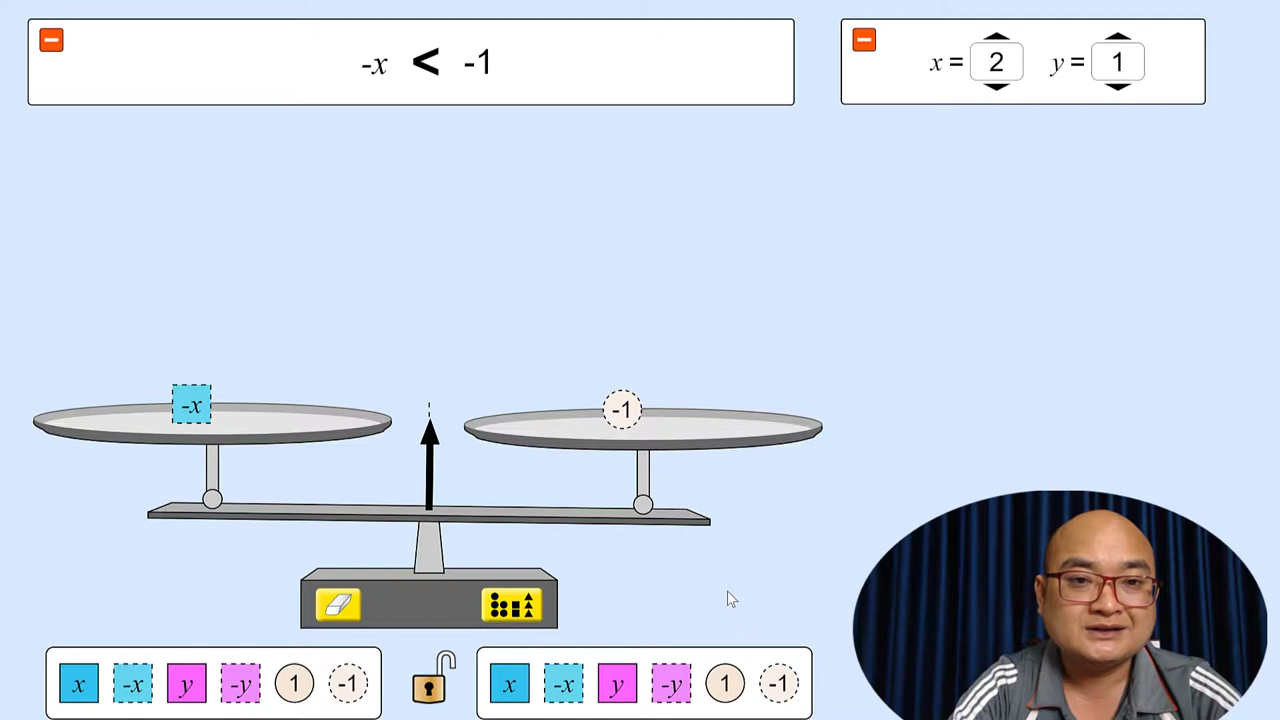 -x < -1
x = 2 y = 1
-x
-1
x -x y -y 1 -1
x -x y -y 1 -1